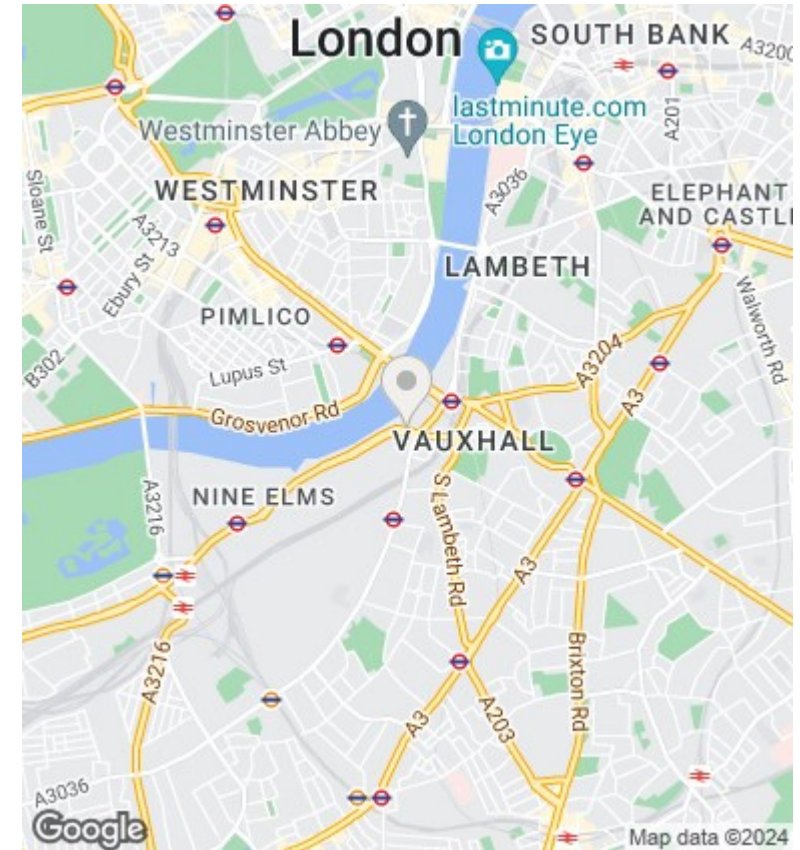 London
SOUTH BANK
A3200
lastminute.com
London Eye
A201
Westminster Abbey
A3036
Sloane St
WESTMINSTER
ELEPHANT
AND CASTL
A3213
Ebury St
LAMBETH
PIMLICO
Walworth Rd
B302
Lupus St
A3204
A3
Grosvenor Rd
VAUXHALL
A3216
NINE ELMS
S Lambeth Rd
A3
Brixton Rd
A3216
A3
A203
A3036
Google
Map data ©2024